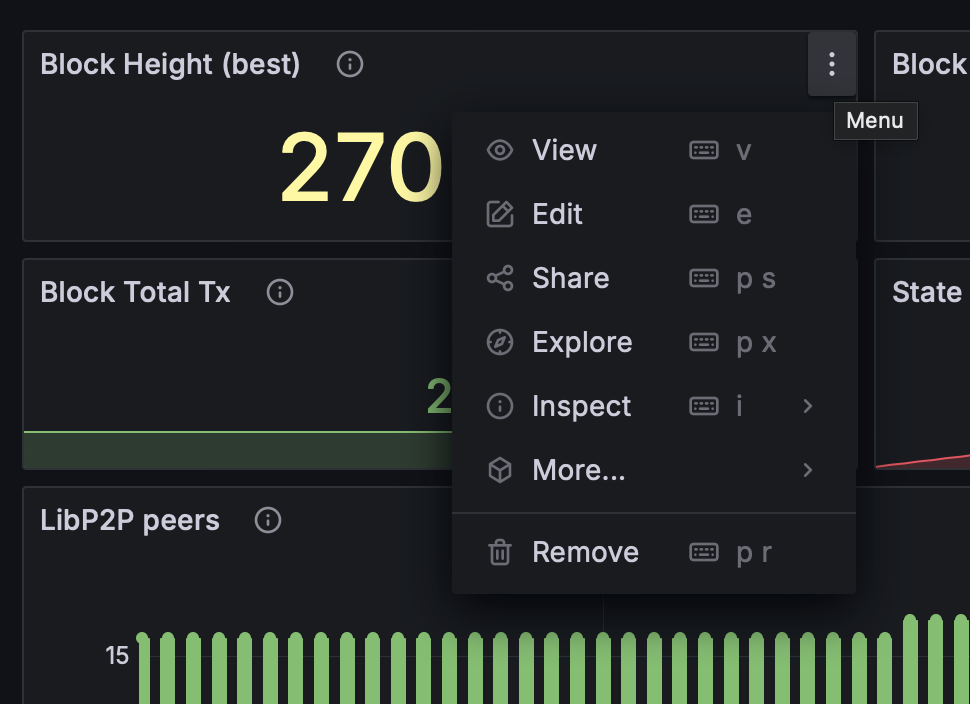 Block Height (best)
Block
Menu
270
View v
Edit e
Share p s
Explore p x
Inspect i
More...
Remove p r
Block Total Tx
State
2
LibP2P peers
15